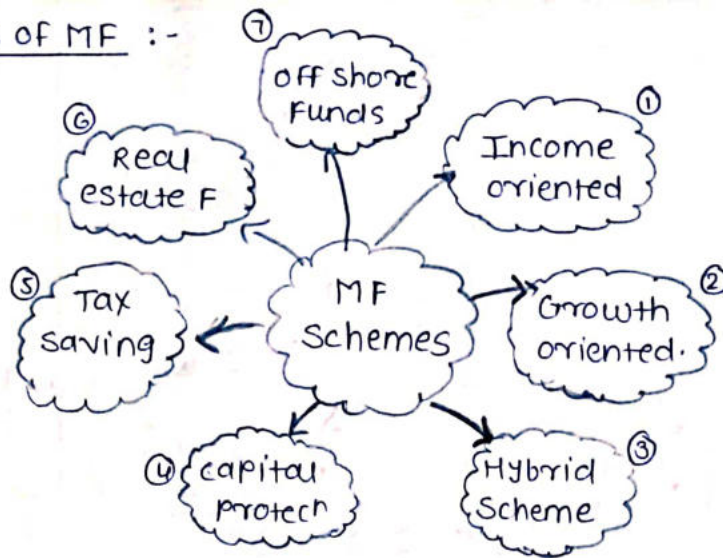 OF MF :-
⑦
Off shore
Funds
①
Income
oriented
⑥
Real
estate F
MF
Schemes
②
Growth
oriented.
⑤
Tax
saving
④
capital
protech
③
Hybrid
Scheme